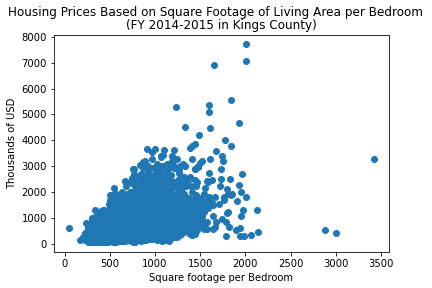 Housing Prices Based on Square Footage of Living Area per Bedroom
(FY 2014-2015 in Kings County)
8000
7000
6000
5000
4000
3000
2000
1000
0
Thousands of USD
0 500 1000 1500 2000 2500 3000 3500
Square footage per Bedroom